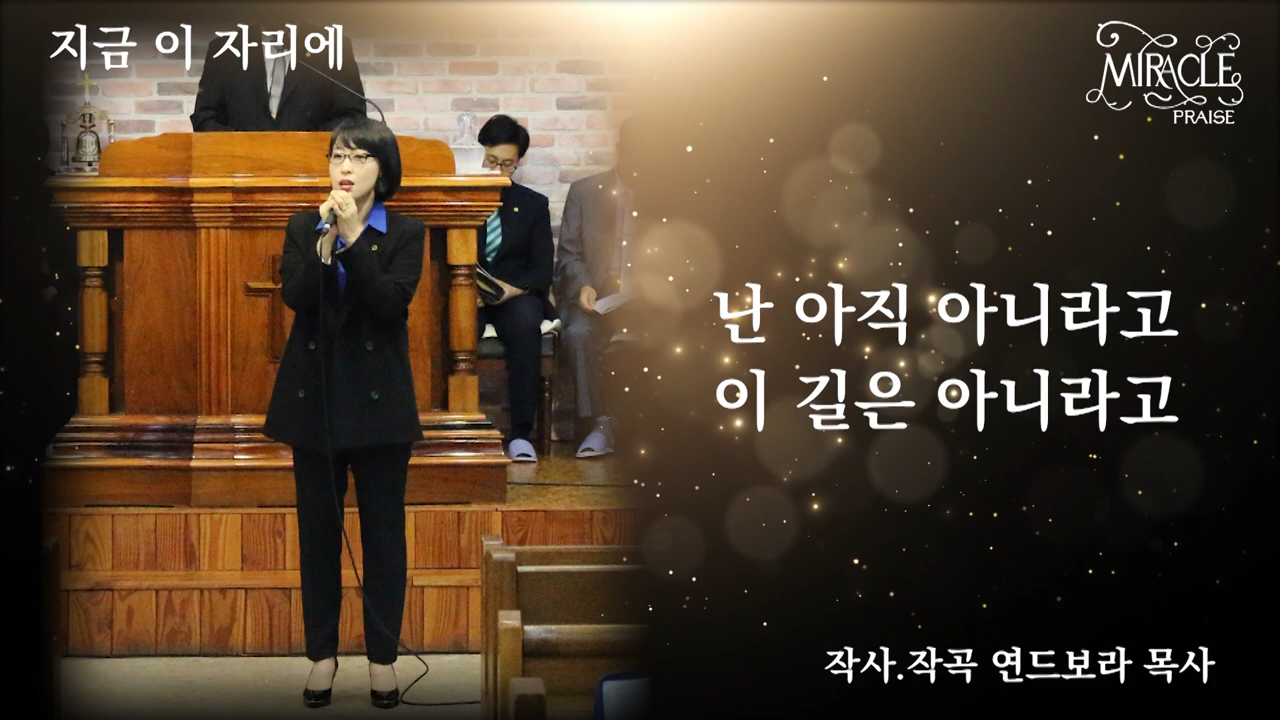 지금 이 자리에
MIRACLE
PRAISE
난 아직 아니라고
이 길은 아니라고
작사.작곡 연드보라 목사